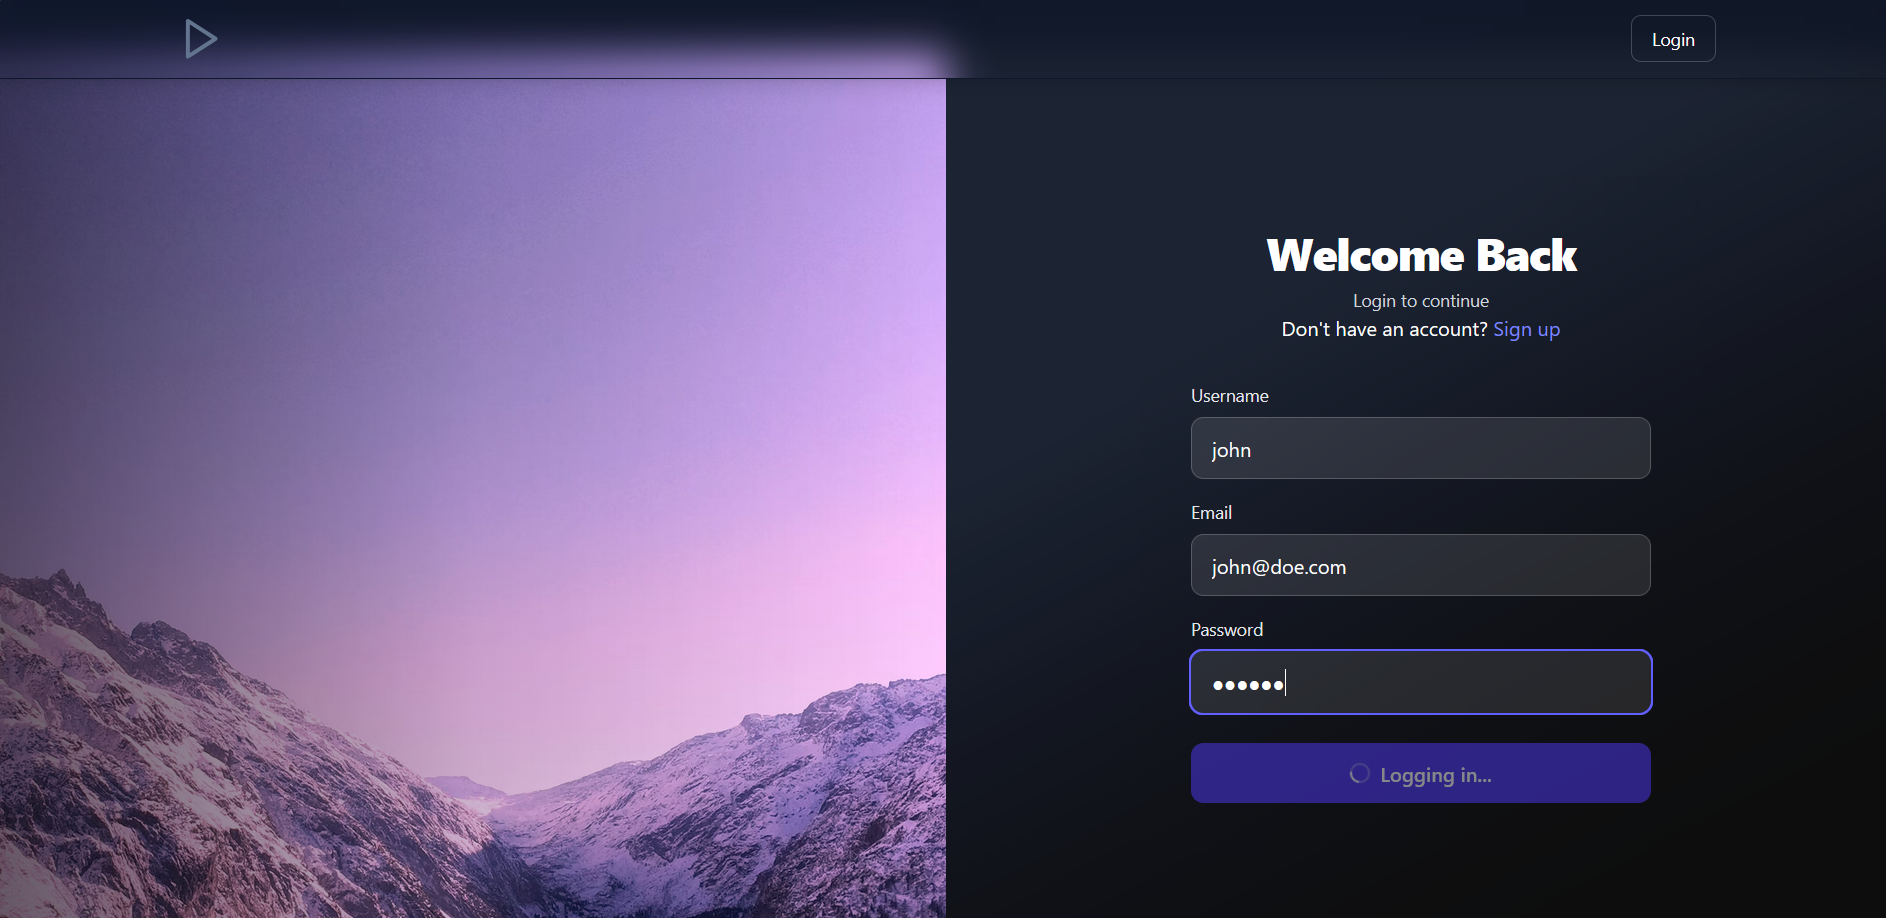 Login
Welcome Back
Login to continue
Don't have an account? Sign up
Username
john
Email
john@doe.com
Password
●●●●●●
Logging in...